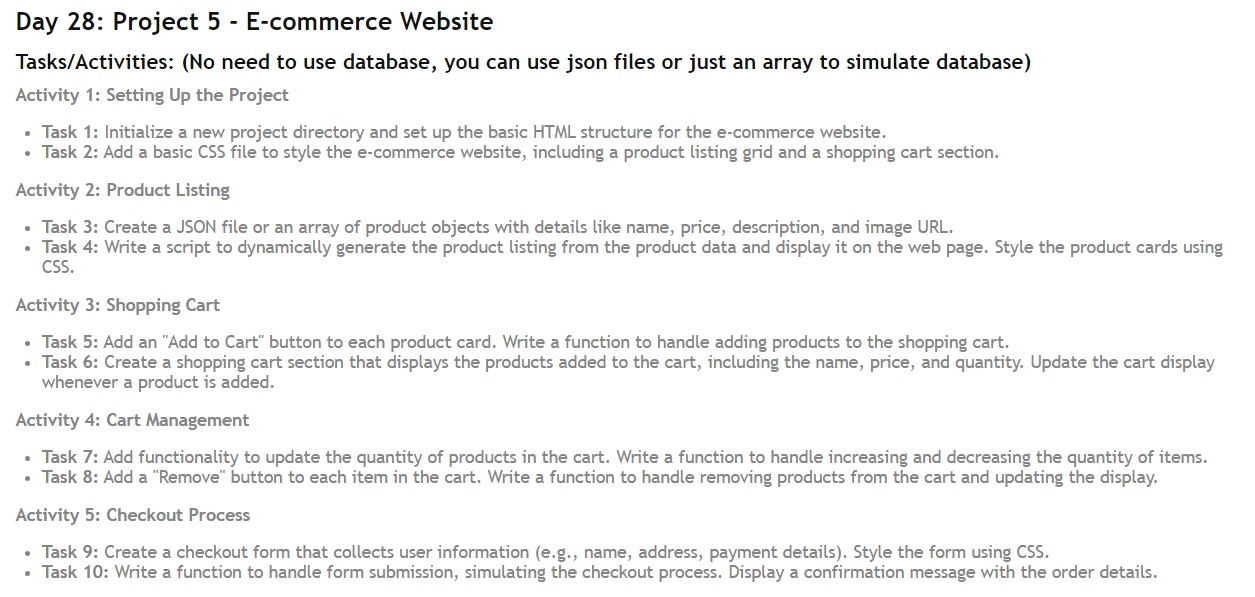 Day 28: Project 5 - E-commerce Website
Tasks/Activities: (No need to use database, you can use json files or just an array to simulate database)
Activity 1: Setting Up the Project
• Task 1: Initialize a new project directory and set up the basic HTML structure for the e-commerce website.
• Task 2: Add a basic CSS file to style the e-commerce website, including a product listing grid and a shopping cart section.
Activity 2: Product Listing
• Task 3: Create a JSON file or an array of product objects with details like name, price, description, and image URL.
• Task 4: Write a script to dynamically generate the product listing from the product data and display it on the web page. Style the product cards using
CSS.
Activity 3: Shopping Cart
• Task 5: Add an "Add to Cart" button to each product card. Write a function to handle adding products to the shopping cart.
• Task 6: Create a shopping cart section that displays the products added to the cart, including the name, price, and quantity. Update the cart display
whenever a product is added.
Activity 4: Cart Management
• Task 7: Add functionality to update the quantity of products in the cart. Write a function to handle increasing and decreasing the quantity of items.
• Task 8: Add a "Remove" button to each item in the cart. Write a function to handle removing products from the cart and updating the display.
Activity 5: Checkout Process
• Task 9: Create a checkout form that collects user information (e.g., name, address, payment details). Style the form using CSS.
• Task 10: Write a function to handle form submission, simulating the checkout process. Display a confirmation message with the order details.